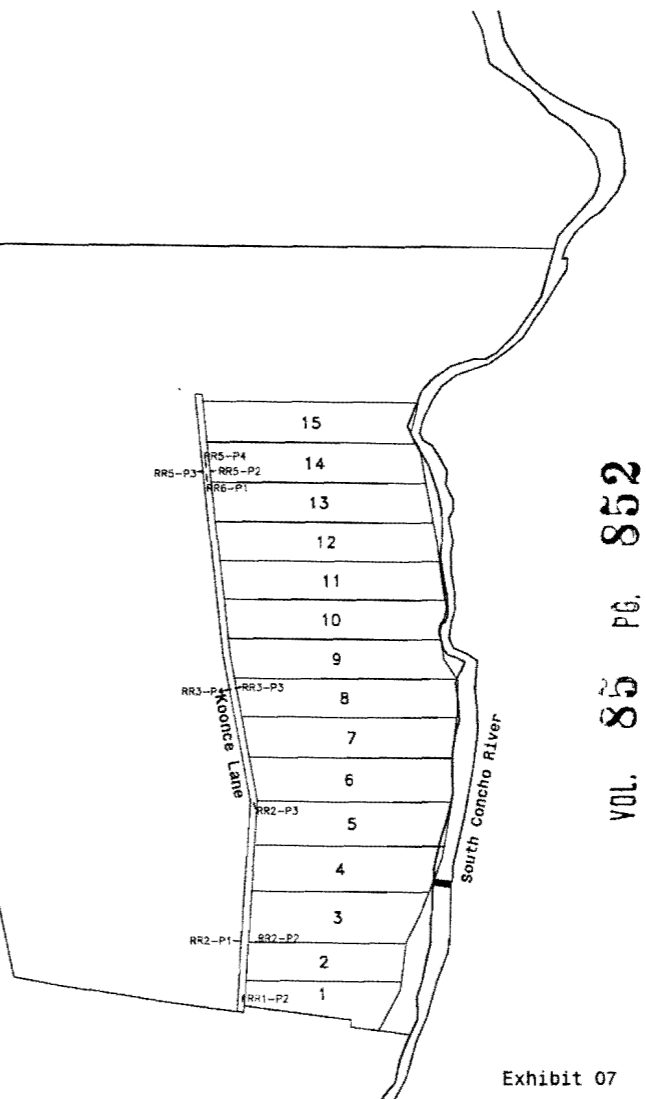 15
RR5-P4
14
RR5-P3
RR5-P2
RR6-P1
13
12
11
10
9
RR3-P4
RR3-P3
8
Koonce Lane
7
6
RR2-P3
5
4
3
RR2-P1
RR2-P2
2
RR1-P2
1
South Concho River
VOL. 85 PG. 852
Exhibit 07